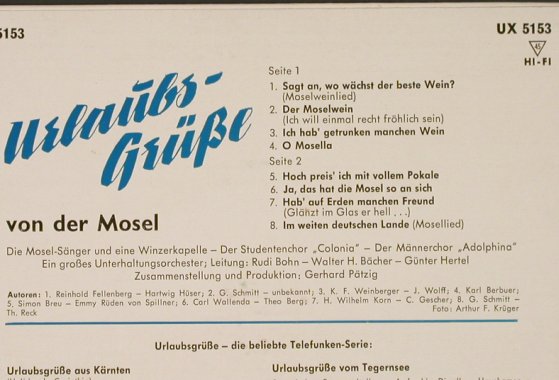 5153
UX 5153
45
HI-FI
Urlaubs-
Grüße
von der Mosel
Seite 1
1. Sagt an, wo wächst der beste Wein?
(Moselweinlied)
2. Der Moselwein
(Ich will einmal recht fröhlich sein)
3. Ich hab' getrunken manchen Wein
4. O Mosella
Seite 2
5. Hoch preis' ich mit vollem Pokale
6. Ja, das hat die Mosel so an sich
7. Hab' auf Erden manchen Freund
(Glänzt im Glas er hell . . .)
8. Im weiten deutschen Lande (Mosellied)
Die Mosel-Sänger und eine Winzerkapelle – Der Studentenchor „Colonia" – Der Männerchor „Adolphina"
Ein großes Unterhaltungsorchester; Leitung: Rudi Bohn – Walter H. Bächer – Günter Hertel
Zusammenstellung und Produktion: Gerhard Pätzig
Autoren: 1. Reinhold Fellenberg – Hartwig Höser; 2. G. Schmitt – unbekannt; 3. K. F. Weinberger – J. Wolff; 4. Karl Berbuer;
5. Simon Breu – Emmy Rüden von Spillner; 6. Carl Wallenda – Theo Berg; 7. H. Wilhelm Korn – C. Gescher; 8. G. Schmitt –
Th. Reck
Foto: Arthur F. Krüger
Urlaubsgrüße – die beliebte Telefunken-Serie:
Urlaubsgrüße aus Kärnten
Urlaubsgrüße vom Tegernsee